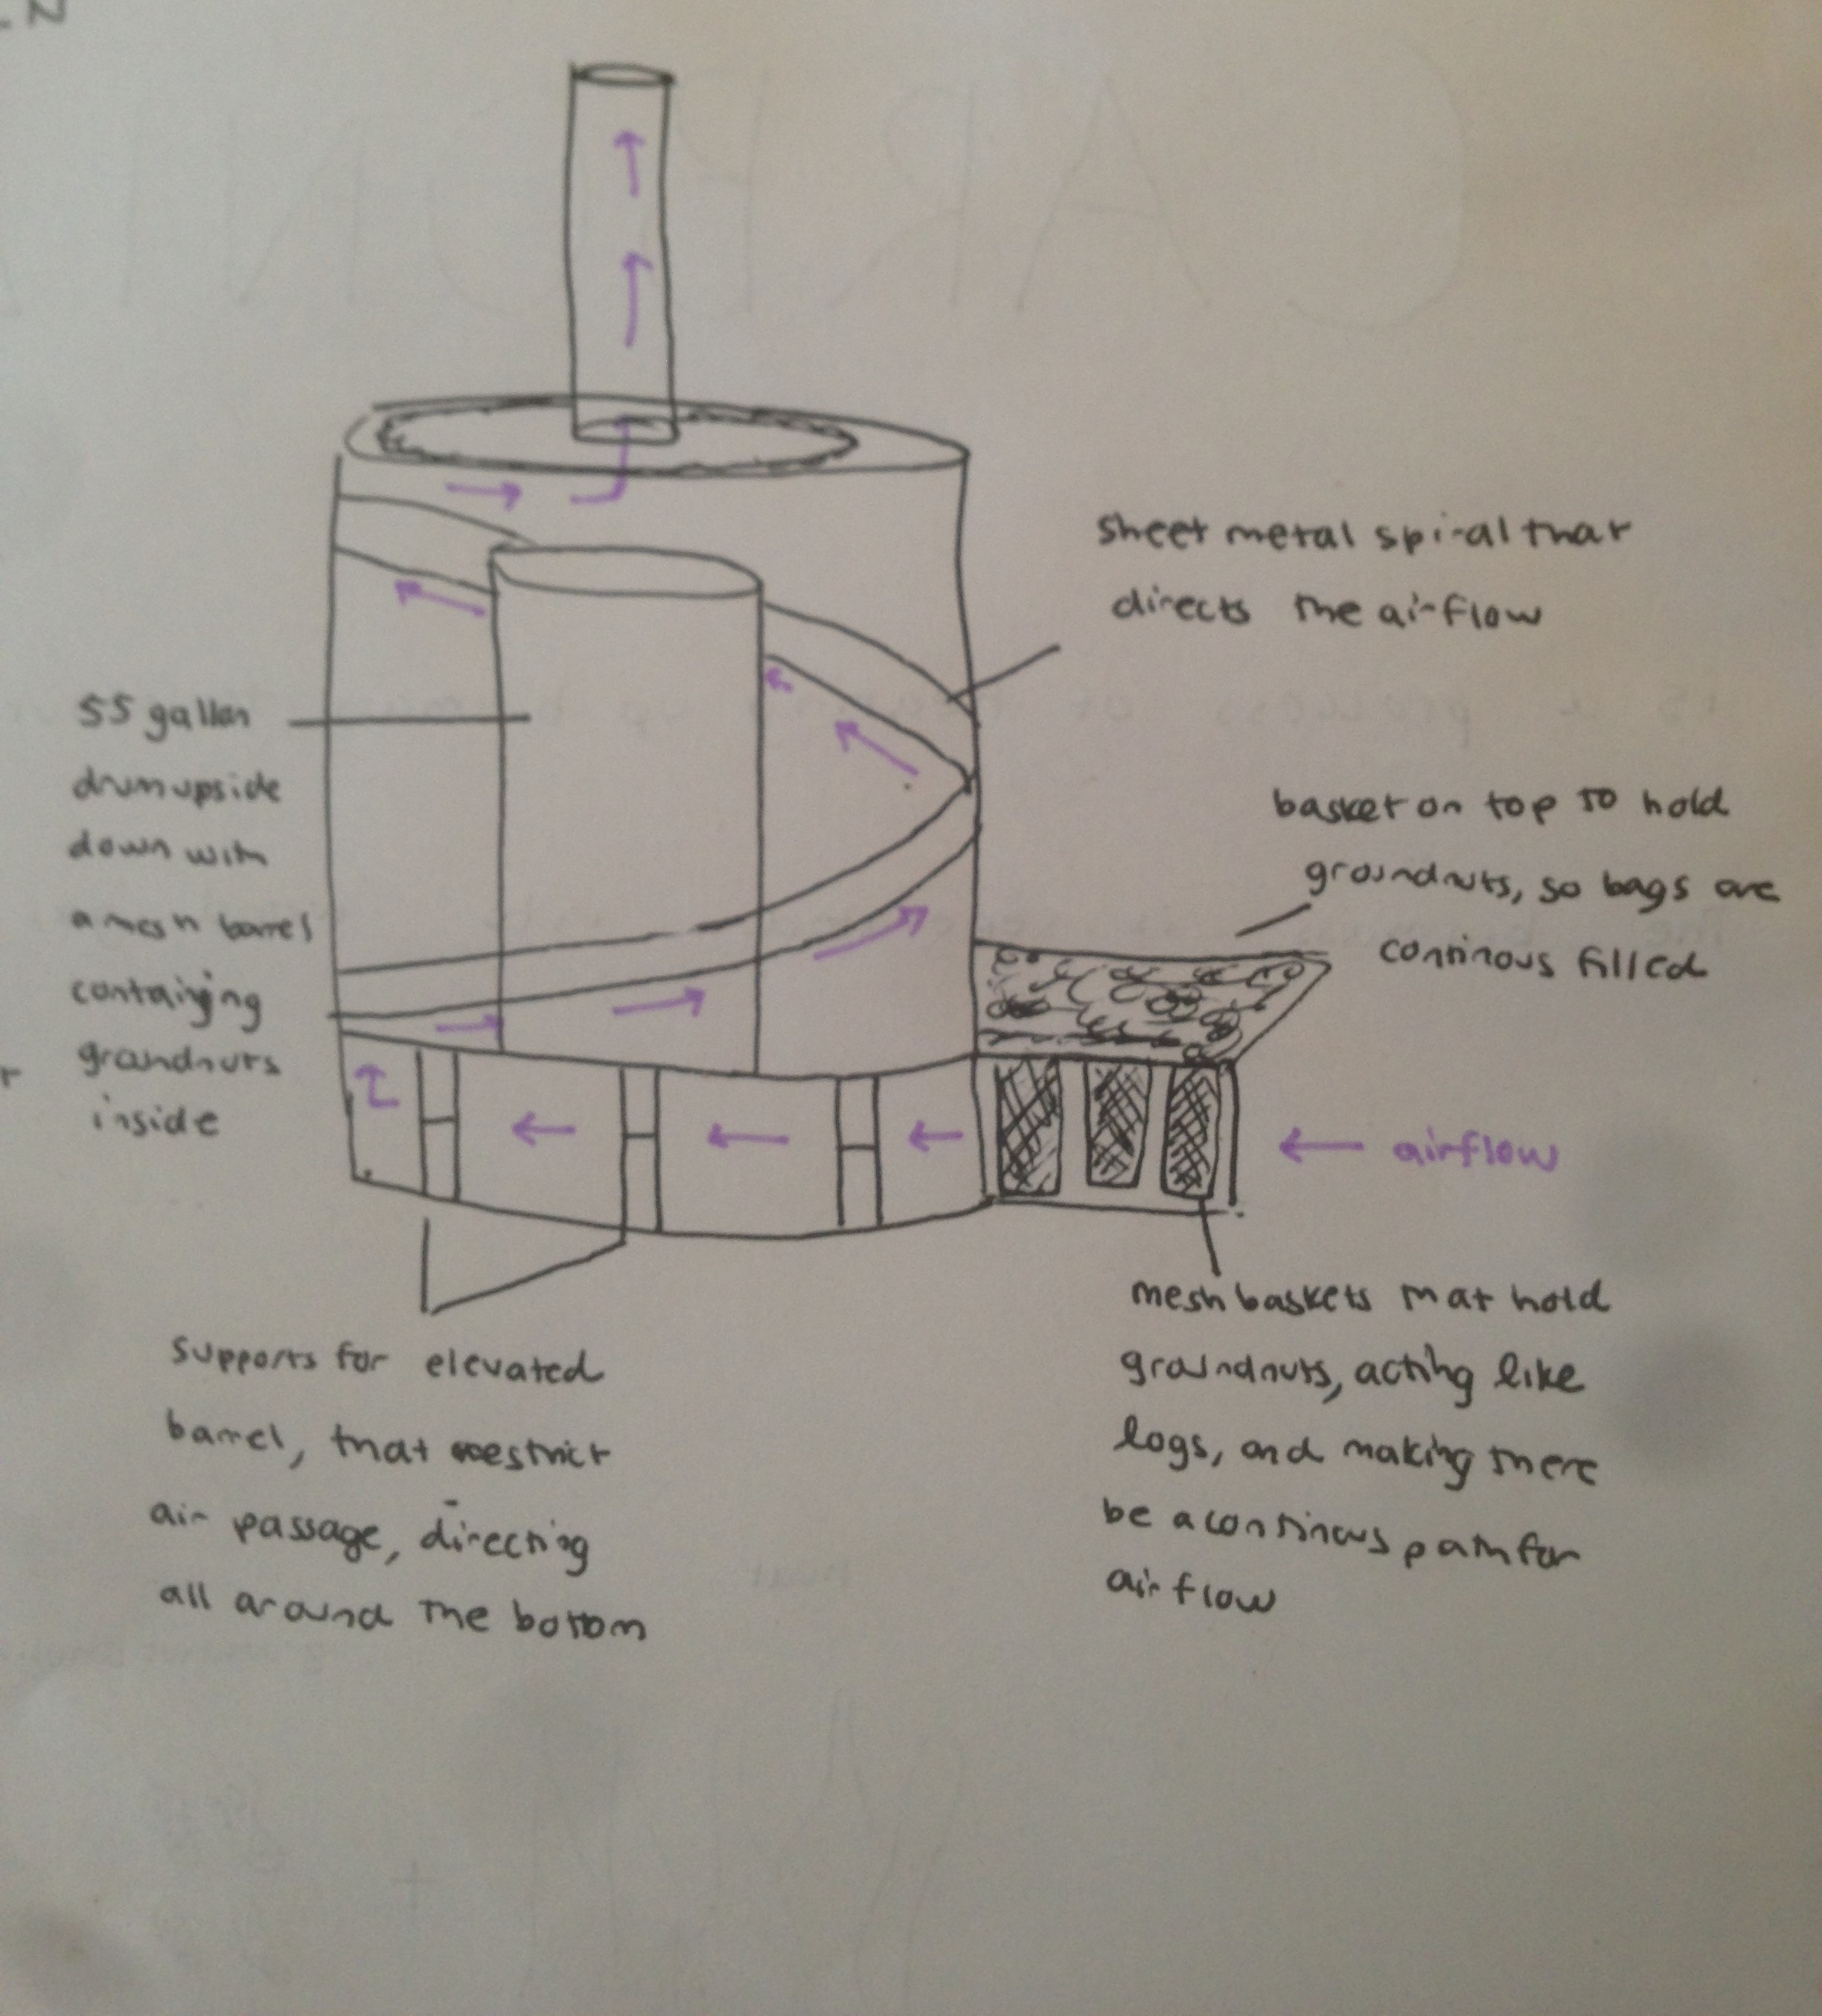 sheet metal spiral that
directs the airflow
55 gallon
drum upside
down with
a mesh barrel
containing
grandnuts
inside
basket on top to hold
groundnuts, so bags are
continous filled
airflow
mesh baskets that hold
groundnuts, acting like
logs, and making there
be a continous path for
air flow
supports for elevated
barrel, that restrict
air passage, directing
all around the bottom